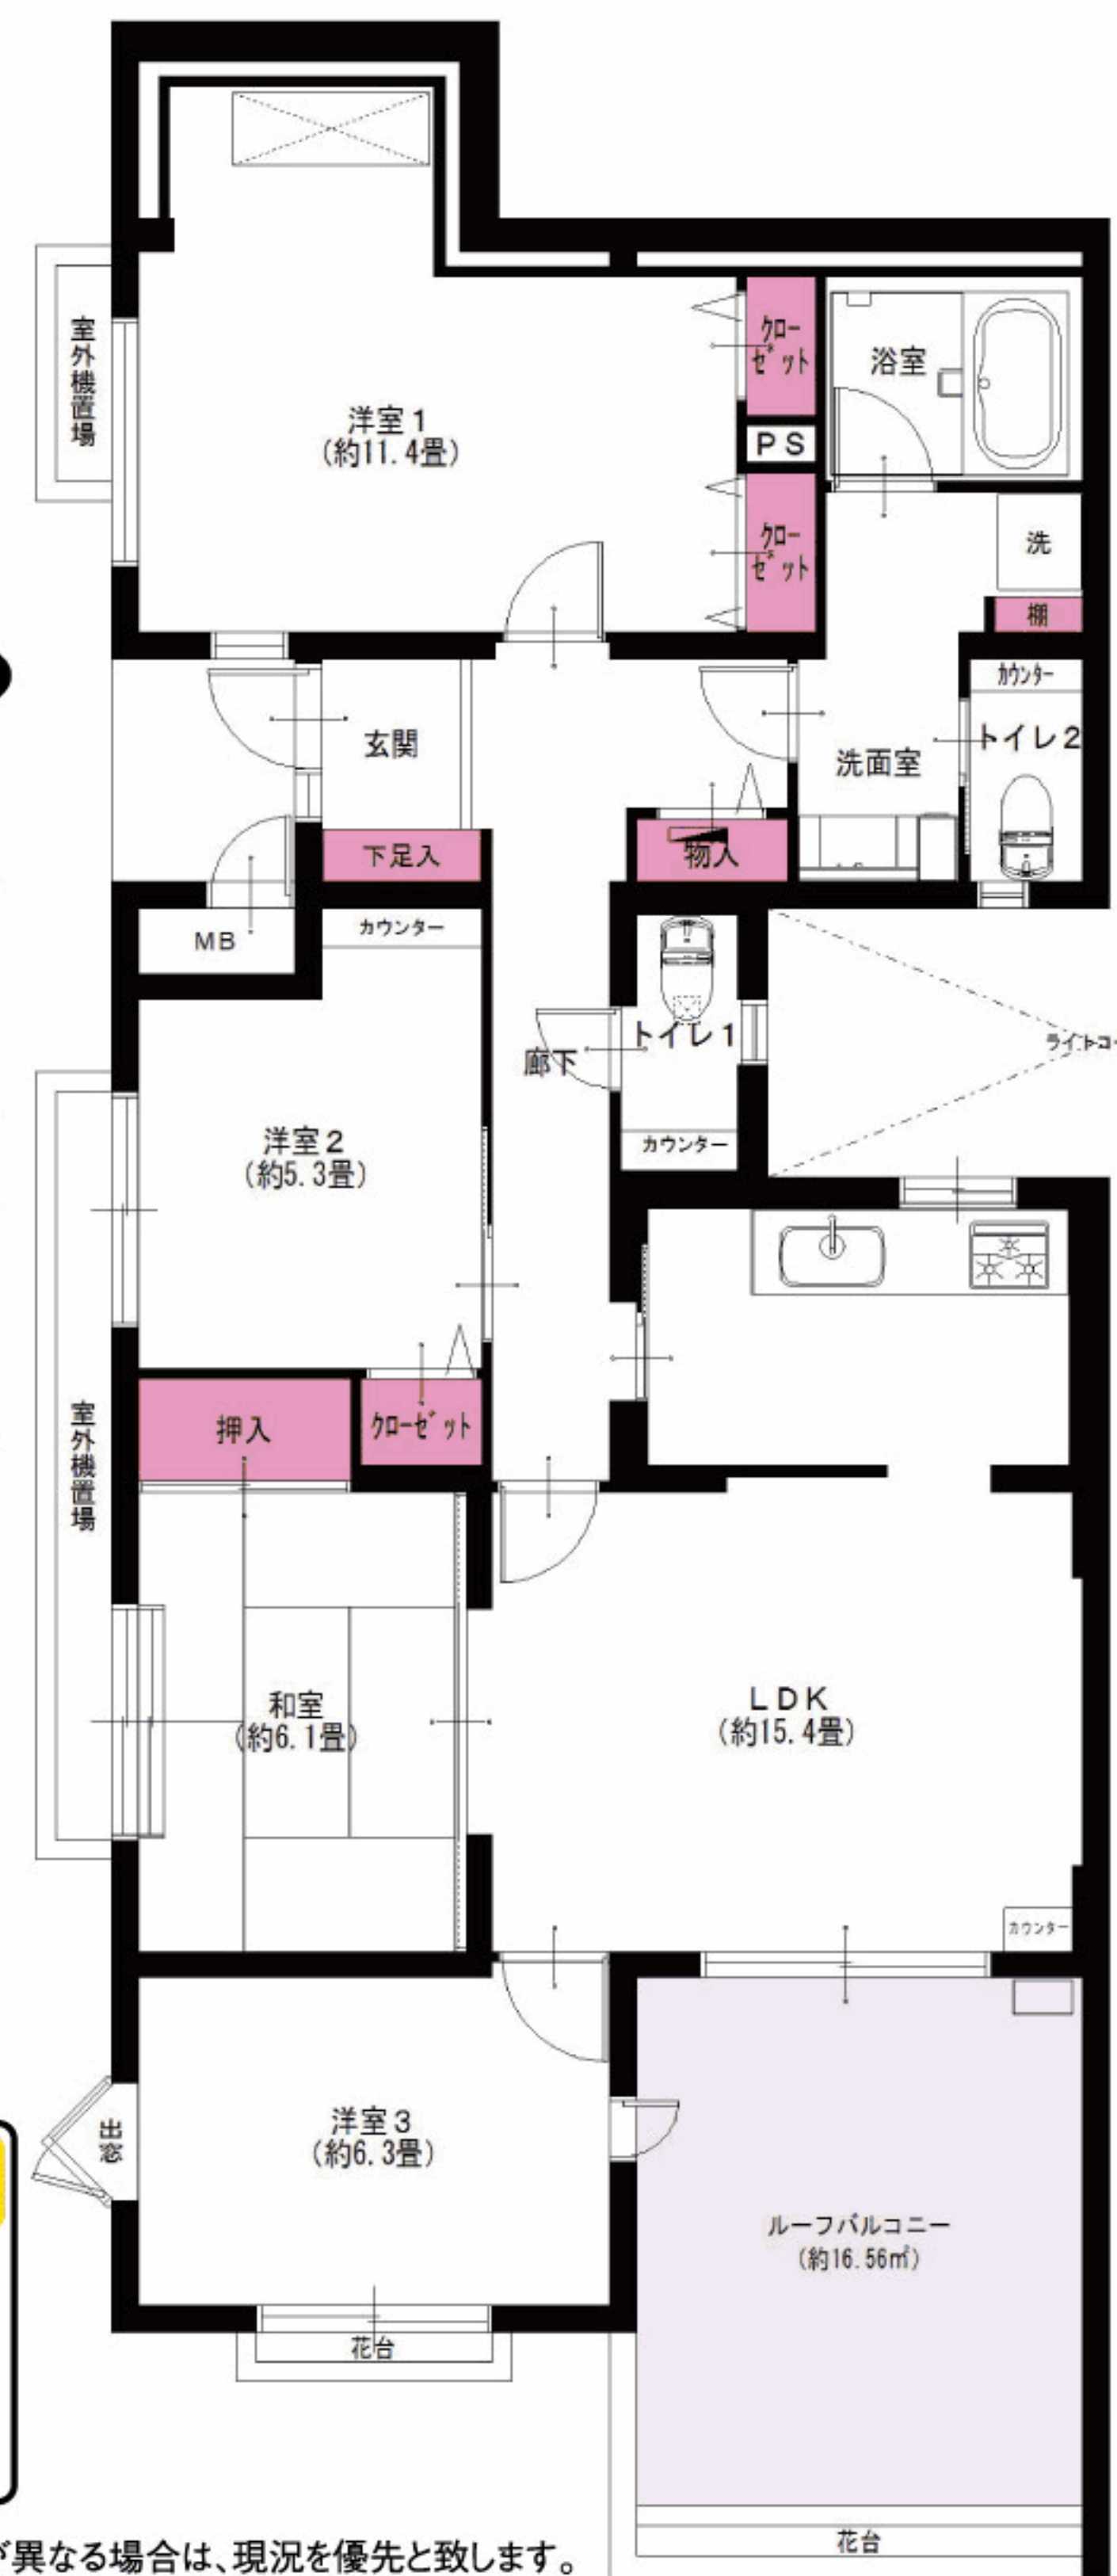 クロー
ゼット
浴室
室外機置場
洋室1
(約11.4畳)
PS
クロー
ゼット
洗
棚
カウンター
トイレ2
玄関
洗面室
下足入
物入
カウンター
MB
トイレ1
廊下
カウンター
洋室2
(約5.3畳)
押入
クローゼット
室外機置場
和室
(約6.1畳)
LDK
(約15.4畳)
カウンター
出窓
洋室3
(約6.3畳)
ルーフバルコニー
(約16.56㎡)
花台
花台
が異なる場合は、現況を優先と致します。